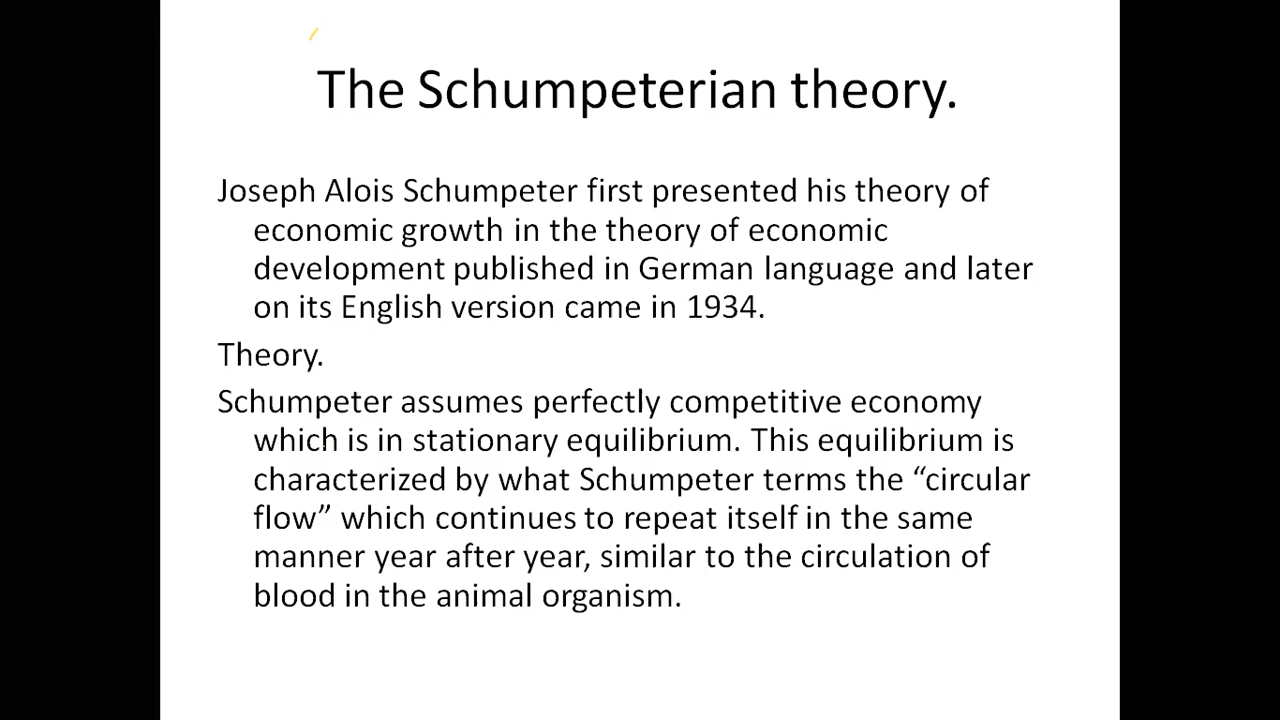 The Schumpeterian theory.
Joseph Alois Schumpeter first presented his theory of
economic growth in the theory of economic
development published in German language and later
on its English version came in 1934.
Theory.
Schumpeter assumes perfectly competitive economy
which is in stationary equilibrium. This equilibrium is
characterized by what Schumpeter terms the “circular
flow” which continues to repeat itself in the same
manner year after year, similar to the circulation of
blood in the animal organism.